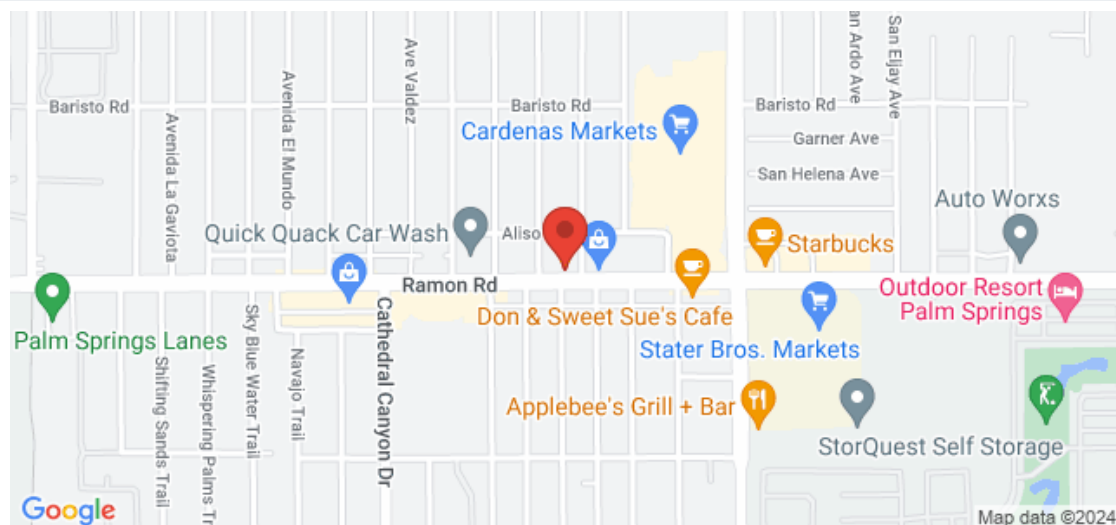 an Ardo Ave
San Eljay Ave
Ave Valdez
Avenida El Mundo
Avenida La Gaviota
Baristo Rd
Baristo Rd
Baristo Rd
Cardenas Markets
Garner Ave
San Helena Ave
Auto Worxs
Quick Quack Car Wash
Aliso
Starbucks
Ramon Rd
Outdoor Resort
Palm Springs
Don & Sweet Sue's Cafe
Palm Springs Lanes
Stater Bros. Markets
Cathedral Canyon Dr
Sky Blue Water Trail
Navajo Trail
Shifting Sands Trail
Whispering Palms Tr
Applebee's Grill + Bar
StorQuest Self Storage
Google
Map data ©2024